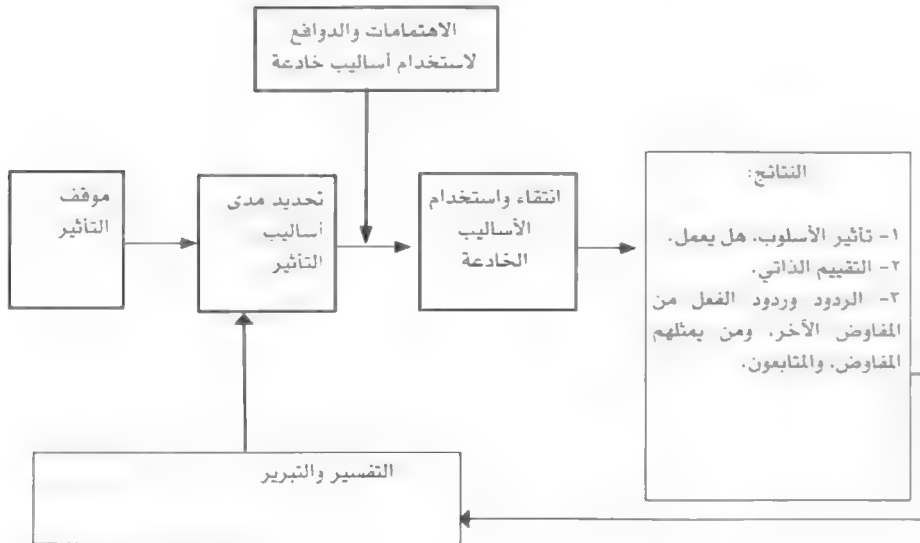 الاهتمامات والدوافع
لاستخدام أساليب خادعة
موقف
التأثير
تحديد مدى
أساليب
التأثير
انتقاء واستخدام
الأساليب
الخادعة
النتائج:
١- تأثير الأسلوب. هل يعمل.
٢- التقييم الذاتي.
٣- الردود وردود الفعل من
المفاوض الآخر. ومن يمثلهم
المفاوض. والمتابعون.
التفسير والتبرير